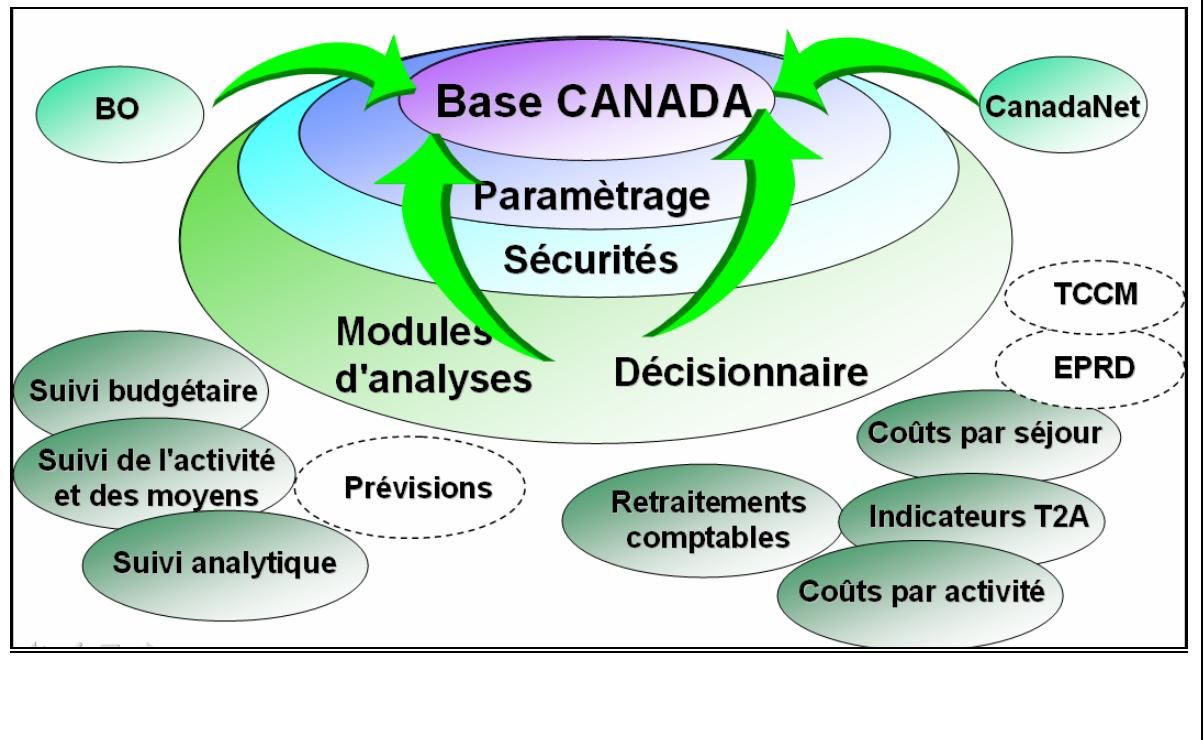 BO
Base CANADA
CanadaNet
Paramètrage
Sécurités
Modules
d'analyses
Décisionnaire
TCCM
EPRD
Suivi budgétaire
Suivi de l'activité
et des moyens
Suivi analytique
Prévisions
Retraitements
comptables
Coûts par séjour
Indicateurs T2A
Coûts par activité